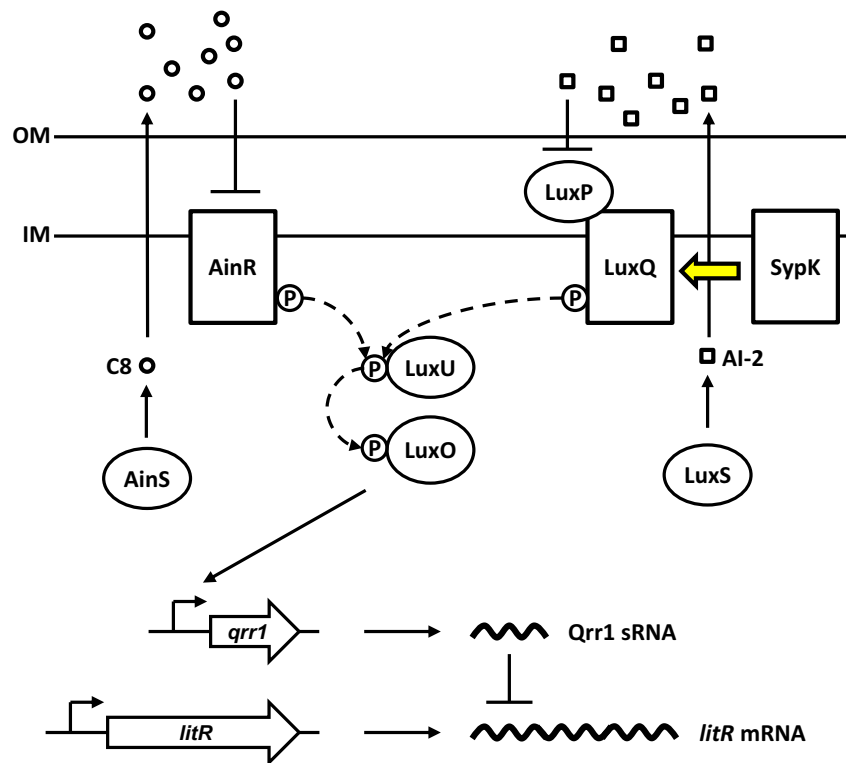 OM
LuxP
IM
AinR
LuxQ
SypK
P
P
C8
P
LuxU
AI-2
P
LuxO
AinS
LuxS
qrr1
Qrr1 sRNA
litR
litR mRNA